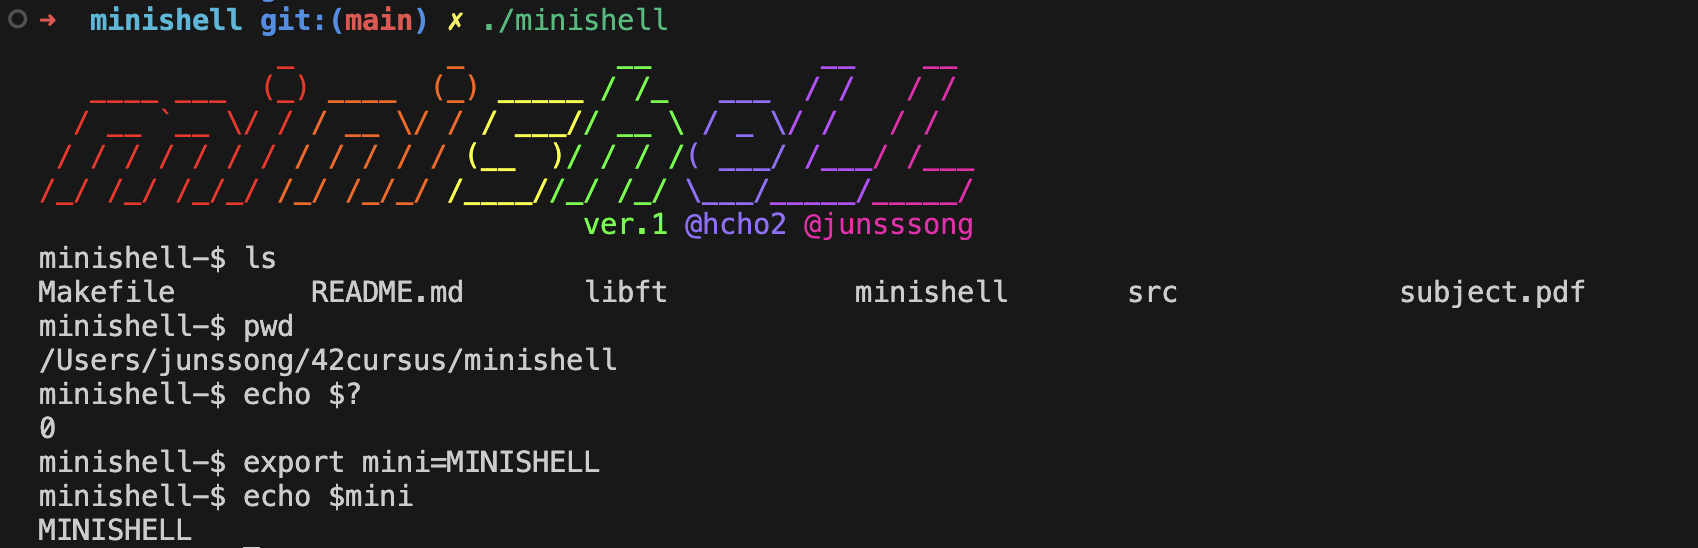 ➜  minishell git:(main) ✗ ./minishell
minishell
ver.1 @hcho2 @junsssong
minishell-$ ls
Makefile        README.md       libft           minishell       src             subject.pdf
minishell-$ pwd
/Users/junssong/42cursus/minishell
minishell-$ echo $?
0
minishell-$ export mini=MINISHELL
minishell-$ echo $mini
MINISHELL